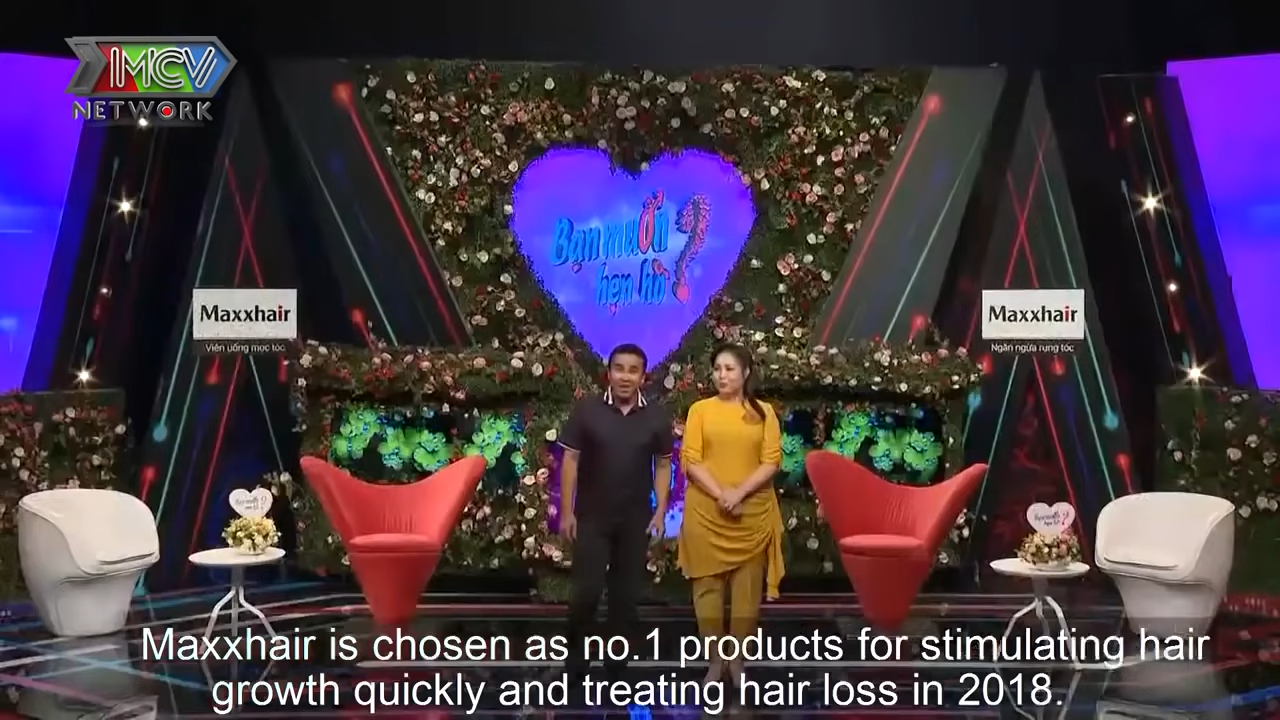 MCV
NETWORK
Bạn muốn
hẹn hò ?
Maxxhair
Viên uống mọc tóc
Maxxhair
Ngăn ngừa rụng tóc
Maxxhair is chosen as no.1 products for stimulating hair
growth quickly and treating hair loss in 2018.